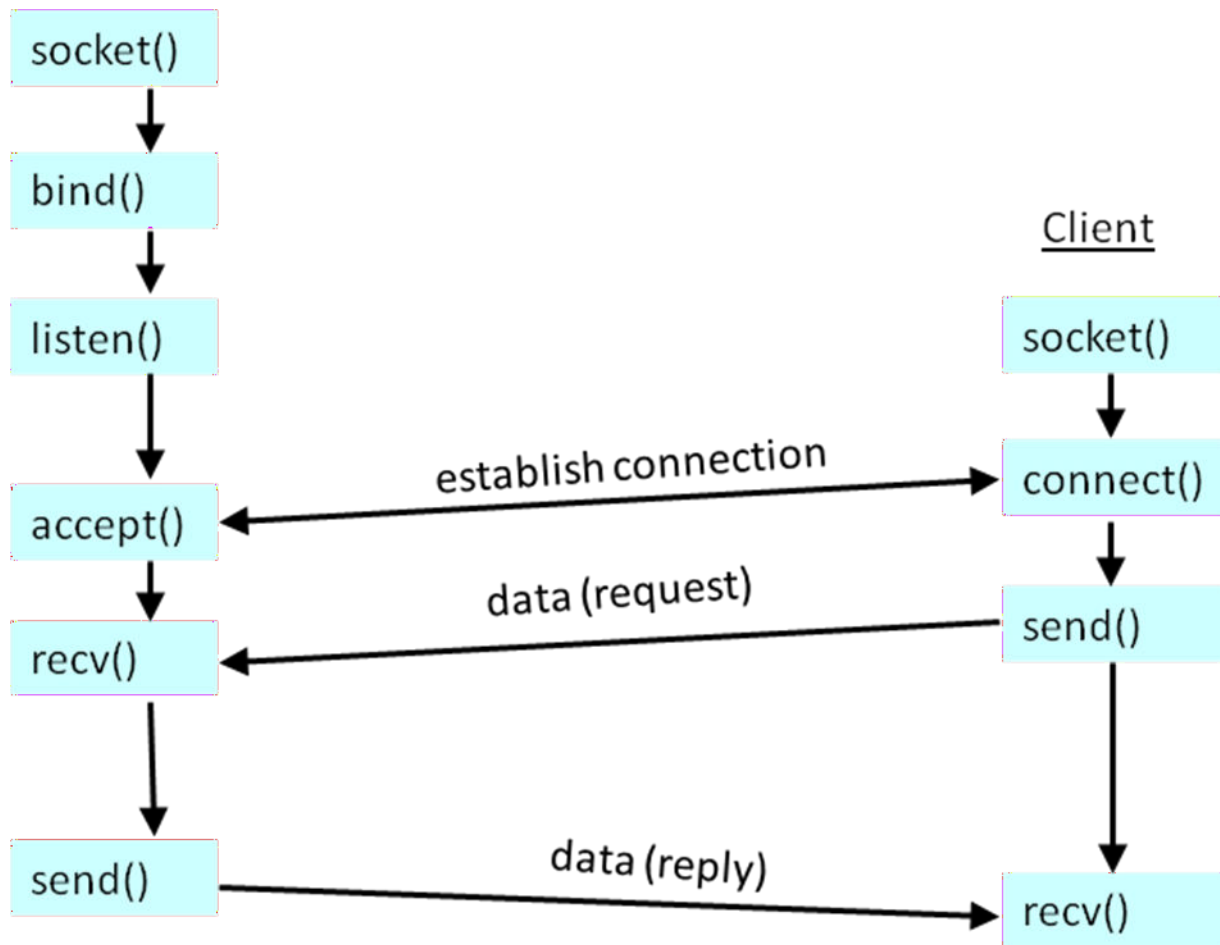 socket()
bind()
listen()
accept()
recv()
send()
establish connection
data (request)
data (reply)
Client
socket()
connect()
send()
recv()